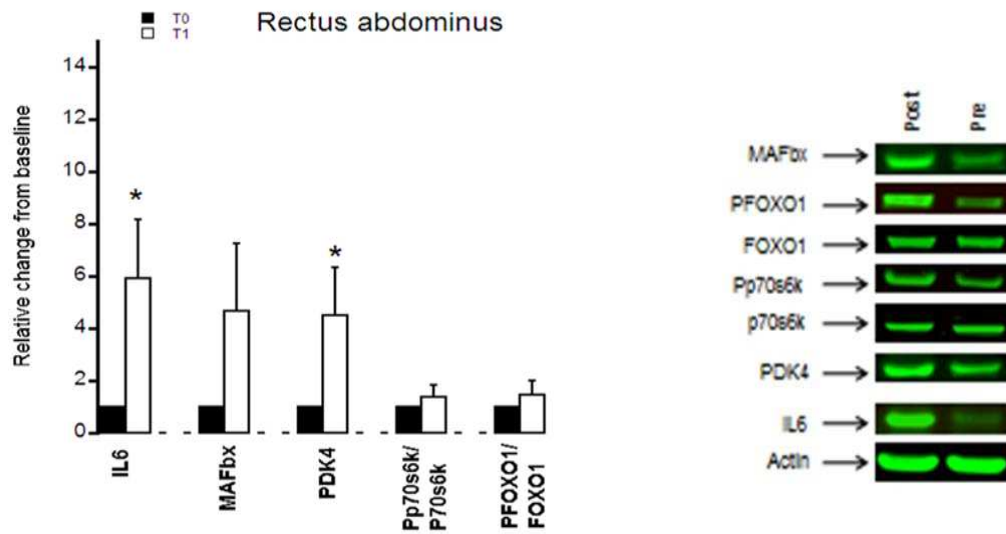 T0
T1
Rectus abdominus
Relative change from baseline
14
12
10
8
6
4
2
0
*
*
IL6
MAFbx
PDK4
Pp70s6k/
P70s6k
PFOXO1/
FOXO1
Post
Pre
MAFbx
PFOXO1
FOXO1
Pp70s6k
p70s6k
PDK4
IL6
Actin